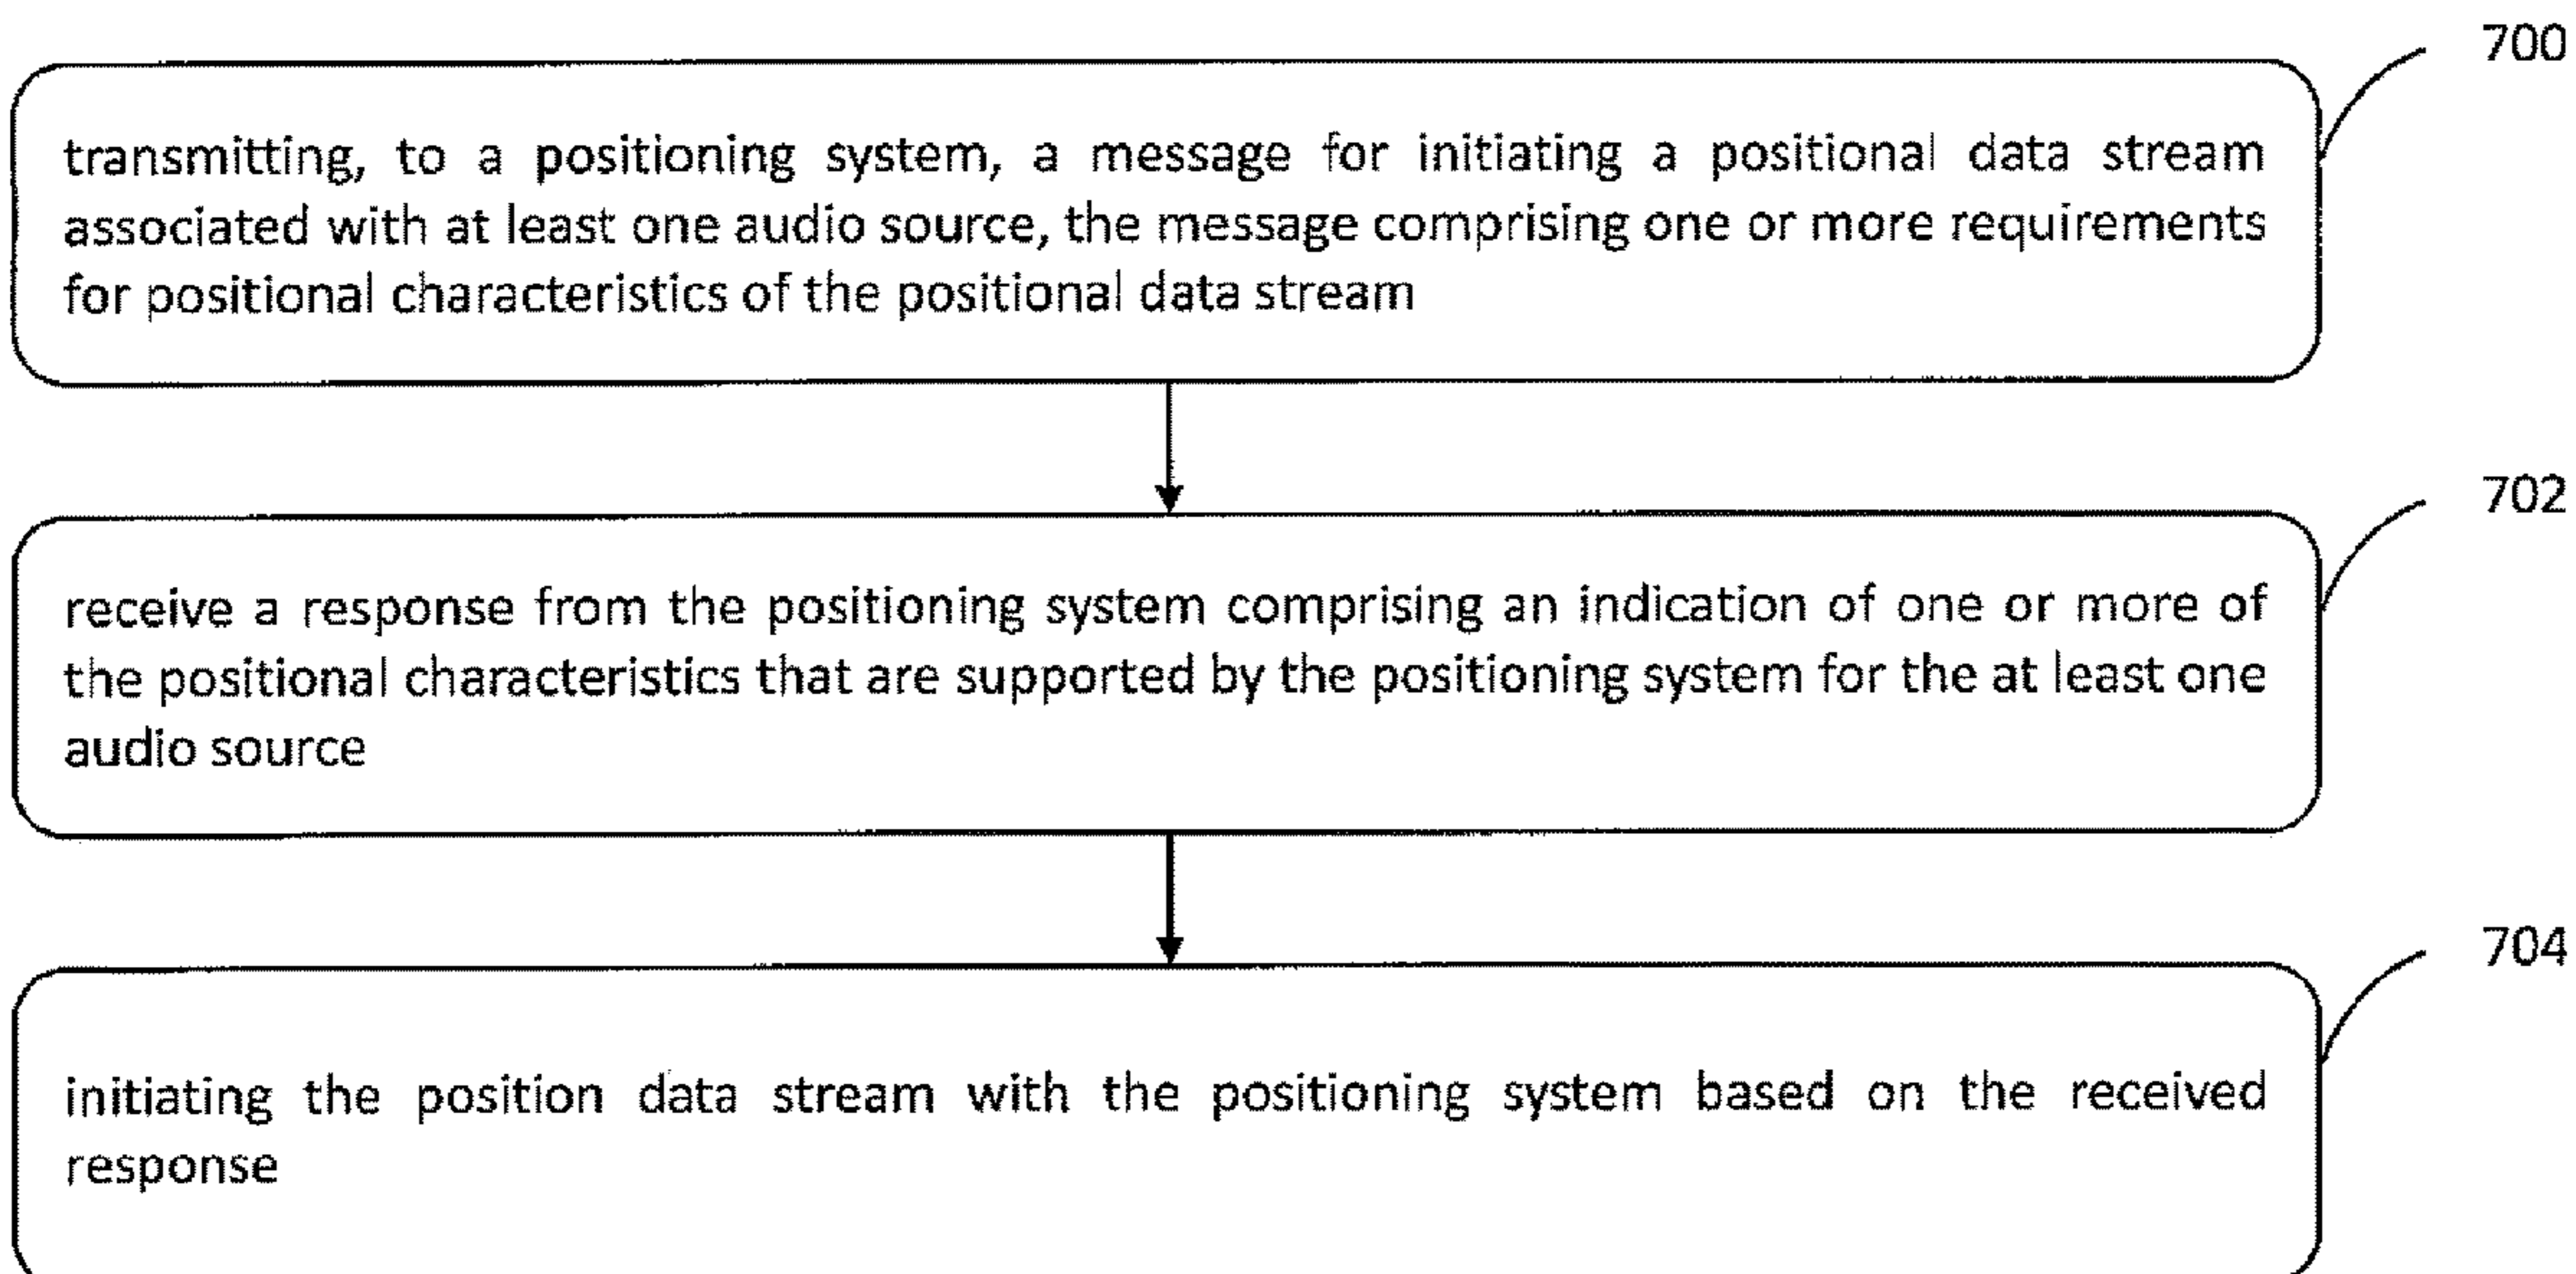 700
transmitting, to a positioning system, a message for initiating a positional data stream
associated with at least one audio source, the message comprising one or more requirements
for positional characteristics of the positional data stream
702
receive a response from the positioning system comprising an indication of one or more of
the positional characteristics that are supported by the positioning system for the at least one
audio source
704
initiating the position data stream with the positioning system based on the received
response